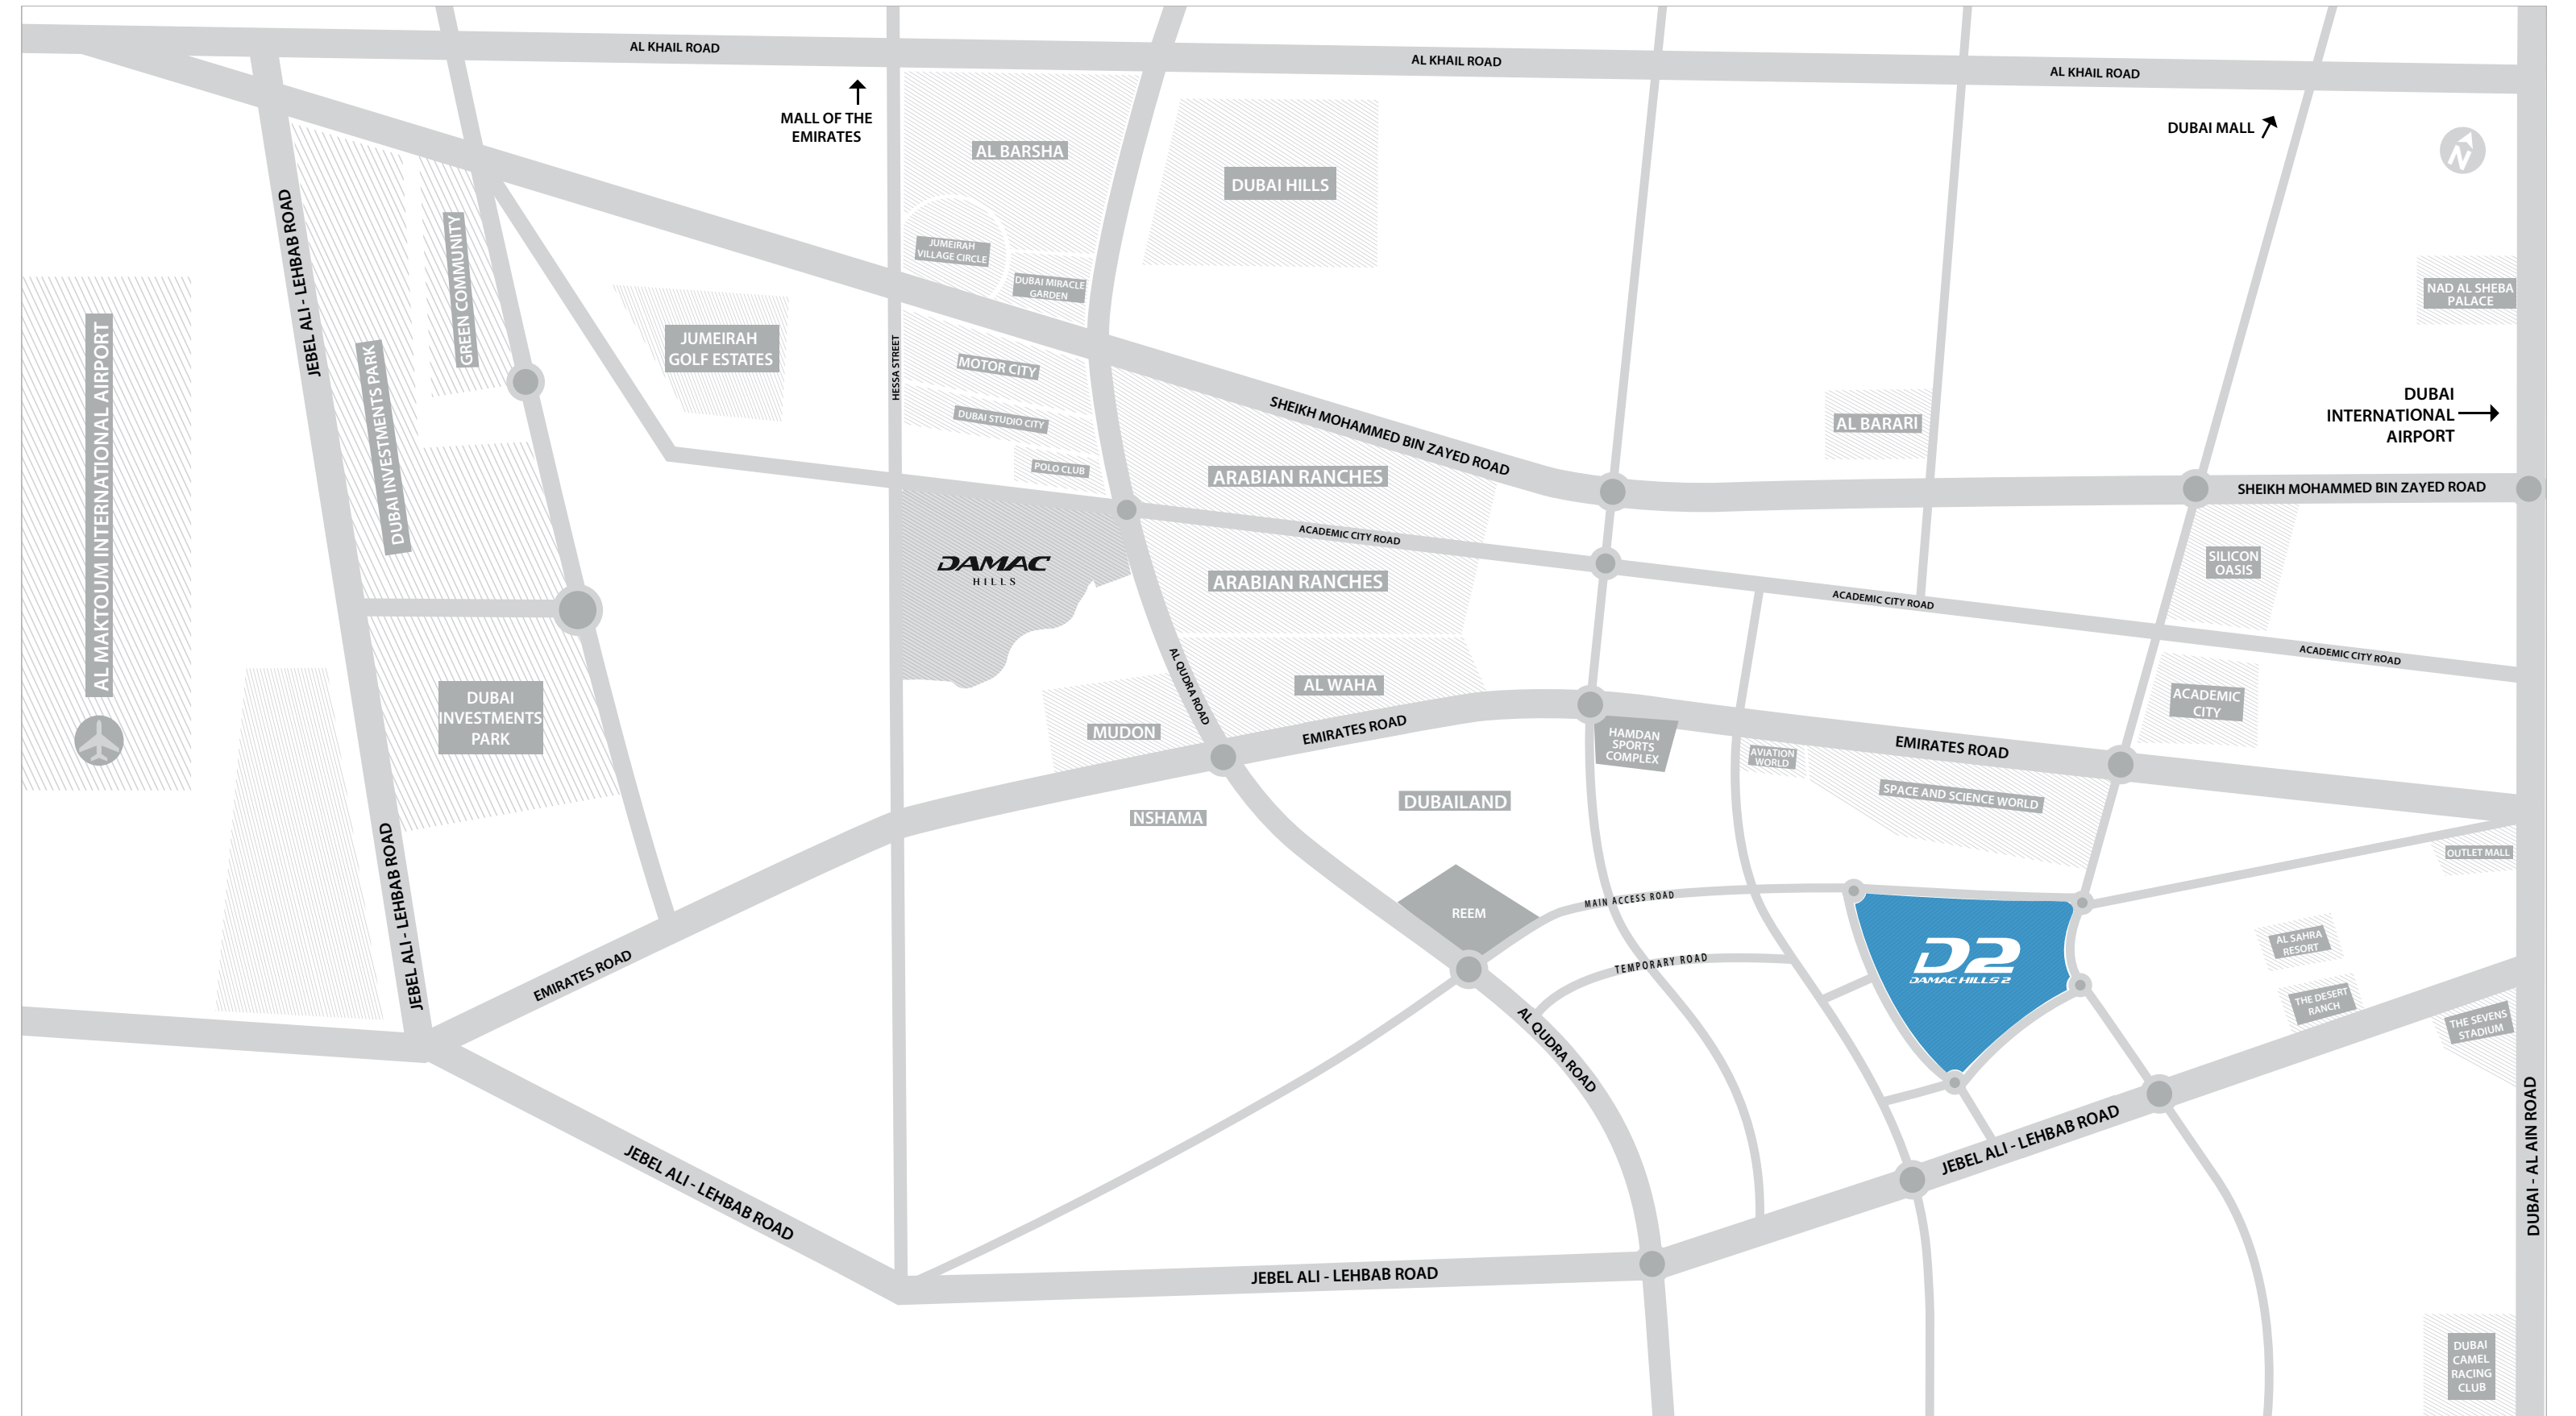 AL KHAIL ROAD
AL KHAIL ROAD
AL KHAIL ROAD
MALL OF THE
EMIRATES
DUBAI MALL
N
AL BARSHA
DUBAI HILLS
JEBEL ALI - LEHBAB ROAD
GREEN COMMUNITY
JUMEIRAH
VILLAGE CIRCLE
DUBAI MIRACLE
GARDEN
NAD AL SHEBA
PALACE
AL MAKTOUM INTERNATIONAL AIRPORT
DUBAI INVESTMENTS PARK
JUMEIRAH
GOLF ESTATES
HESSA STREET
MOTOR CITY
DUBAI STUDIO CITY
POLO CLUB
SHEIKH MOHAMMED BIN ZAYED ROAD
AL BARARI
DUBAI
INTERNATIONAL
AIRPORT
ARABIAN RANCHES
SHEIKH MOHAMMED BIN ZAYED ROAD
ACADEMIC CITY ROAD
DAMAC
HILLS
ARABIAN RANCHES
SILICON
OASIS
ACADEMIC CITY ROAD
ACADEMIC CITY ROAD
AL QUDRA ROAD
AL WAHA
DUBAI
INVESTMENTS
PARK
MUDON
EMIRATES ROAD
HAMDAN
SPORTS
COMPLEX
AVIATION
WORLD
EMIRATES ROAD
ACADEMIC
CITY
SPACE AND SCIENCE WORLD
NSHAMA
DUBAILAND
OUTLET MALL
JEBEL ALI - LEHBAB ROAD
REEM
MAIN ACCESS ROAD
TEMPORARY ROAD
D2
DAMAC HILLS 2
AL SAHRA
RESORT
THE DESERT
RANCH
THE SEVENS
STADIUM
EMIRATES ROAD
AL QUDRA ROAD
JEBEL ALI - LEHBAB ROAD
JEBEL ALI - LEHBAB ROAD
JEBEL ALI - LEHBAB ROAD
DUBAI - AL AIN ROAD
DUBAI
CAMEL
RACING
CLUB